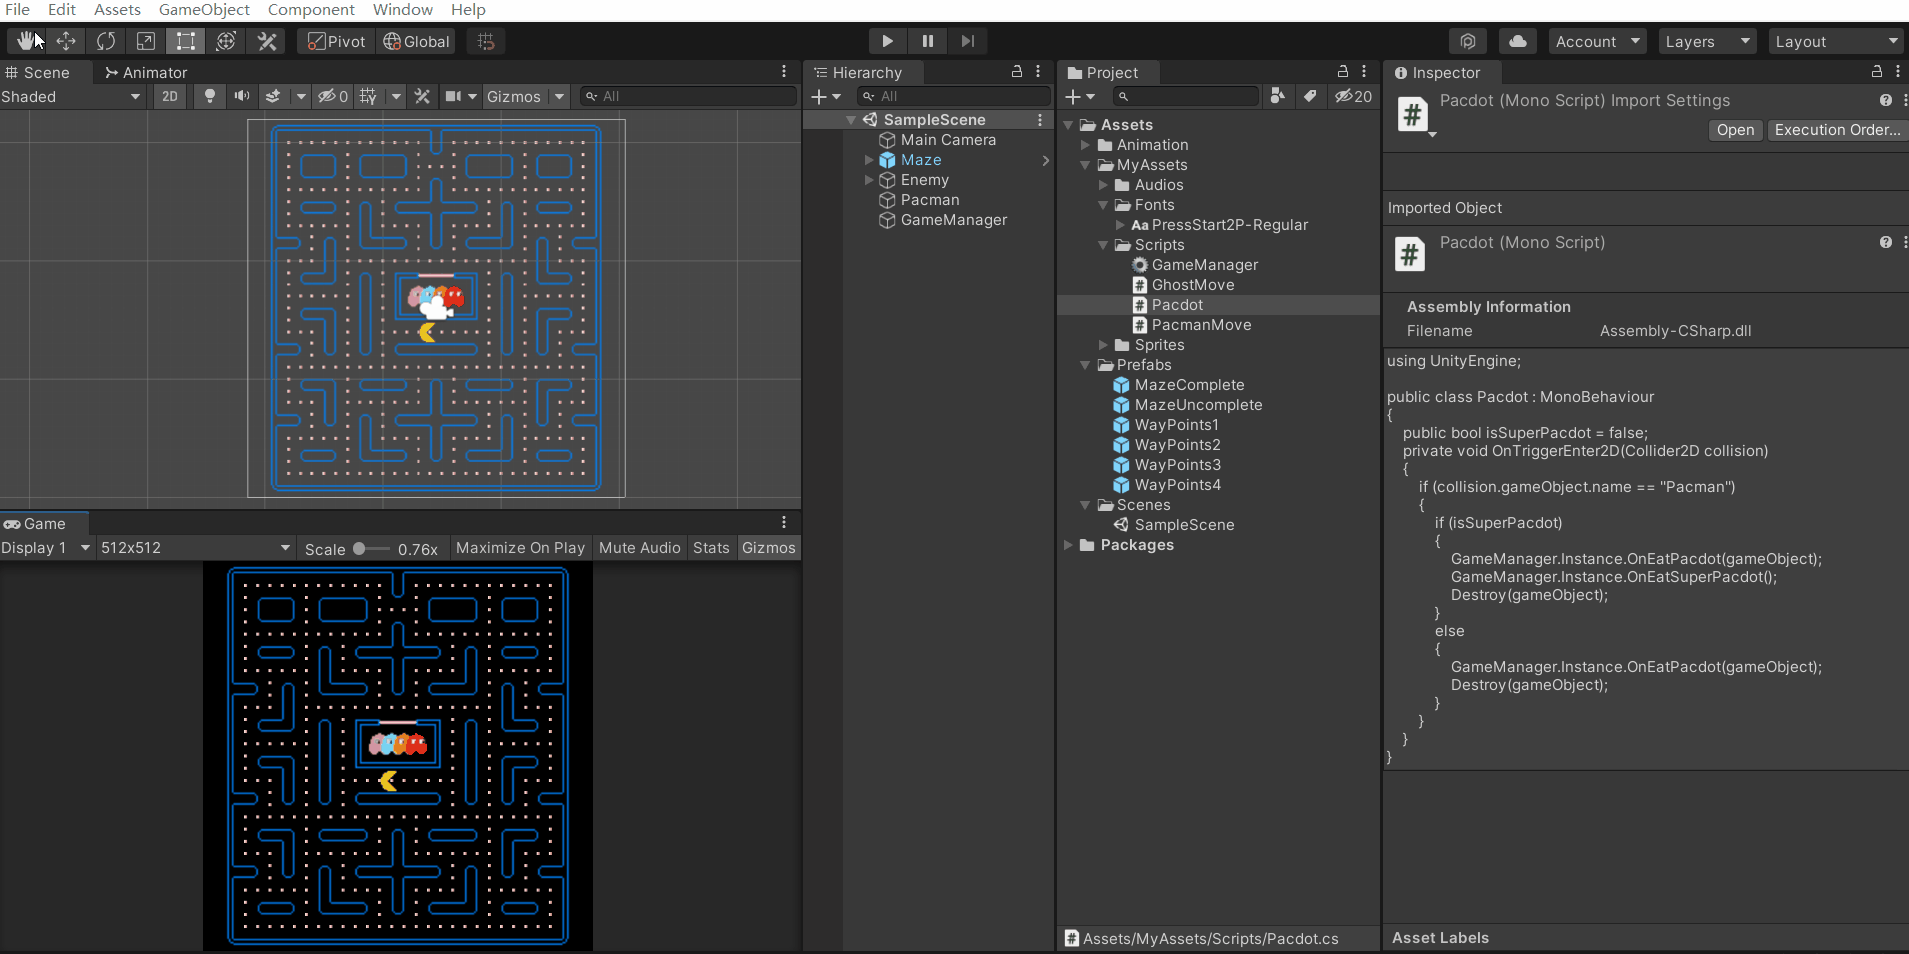 File Edit Assets GameObject Component Window Help
Pivot Global
Account Layers Layout
Scene Animator
Shaded 2D 0 Gizmos All
Game
Display 1 512x512 Scale 0.76x Maximize On Play Mute Audio Stats Gizmos
Hierarchy
All
SampleScene
Main Camera
Maze
Enemy
Pacman
GameManager
Project
20
Assets
Animation
MyAssets
Audios
Fonts
Aa PressStart2P-Regular
Scripts
GameManager
# GhostMove
# Pacdot
# PacmanMove
Sprites
Prefabs
MazeComplete
MazeUncomplete
WayPoints1
WayPoints2
WayPoints3
WayPoints4
Scenes
SampleScene
Packages
# Assets/MyAssets/Scripts/Pacdot.cs
Inspector
# Pacdot (Mono Script) Import Settings
Open Execution Order...
Imported Object
# Pacdot (Mono Script)
Assembly Information
Filename Assembly-CSharp.dll
using UnityEngine;
public class Pacdot : MonoBehaviour
{
public bool isSuperPacdot = false;
private void OnTriggerEnter2D(Collider2D collision)
{
if (collision.gameObject.name == "Pacman")
{
if (isSuperPacdot)
{
GameManager.Instance.OnEatPacdot(gameObject);
GameManager.Instance.OnEatSuperPacdot();
Destroy(gameObject);
}
else
{
GameManager.Instance.OnEatPacdot(gameObject);
Destroy(gameObject);
}
}
}
}
Asset Labels